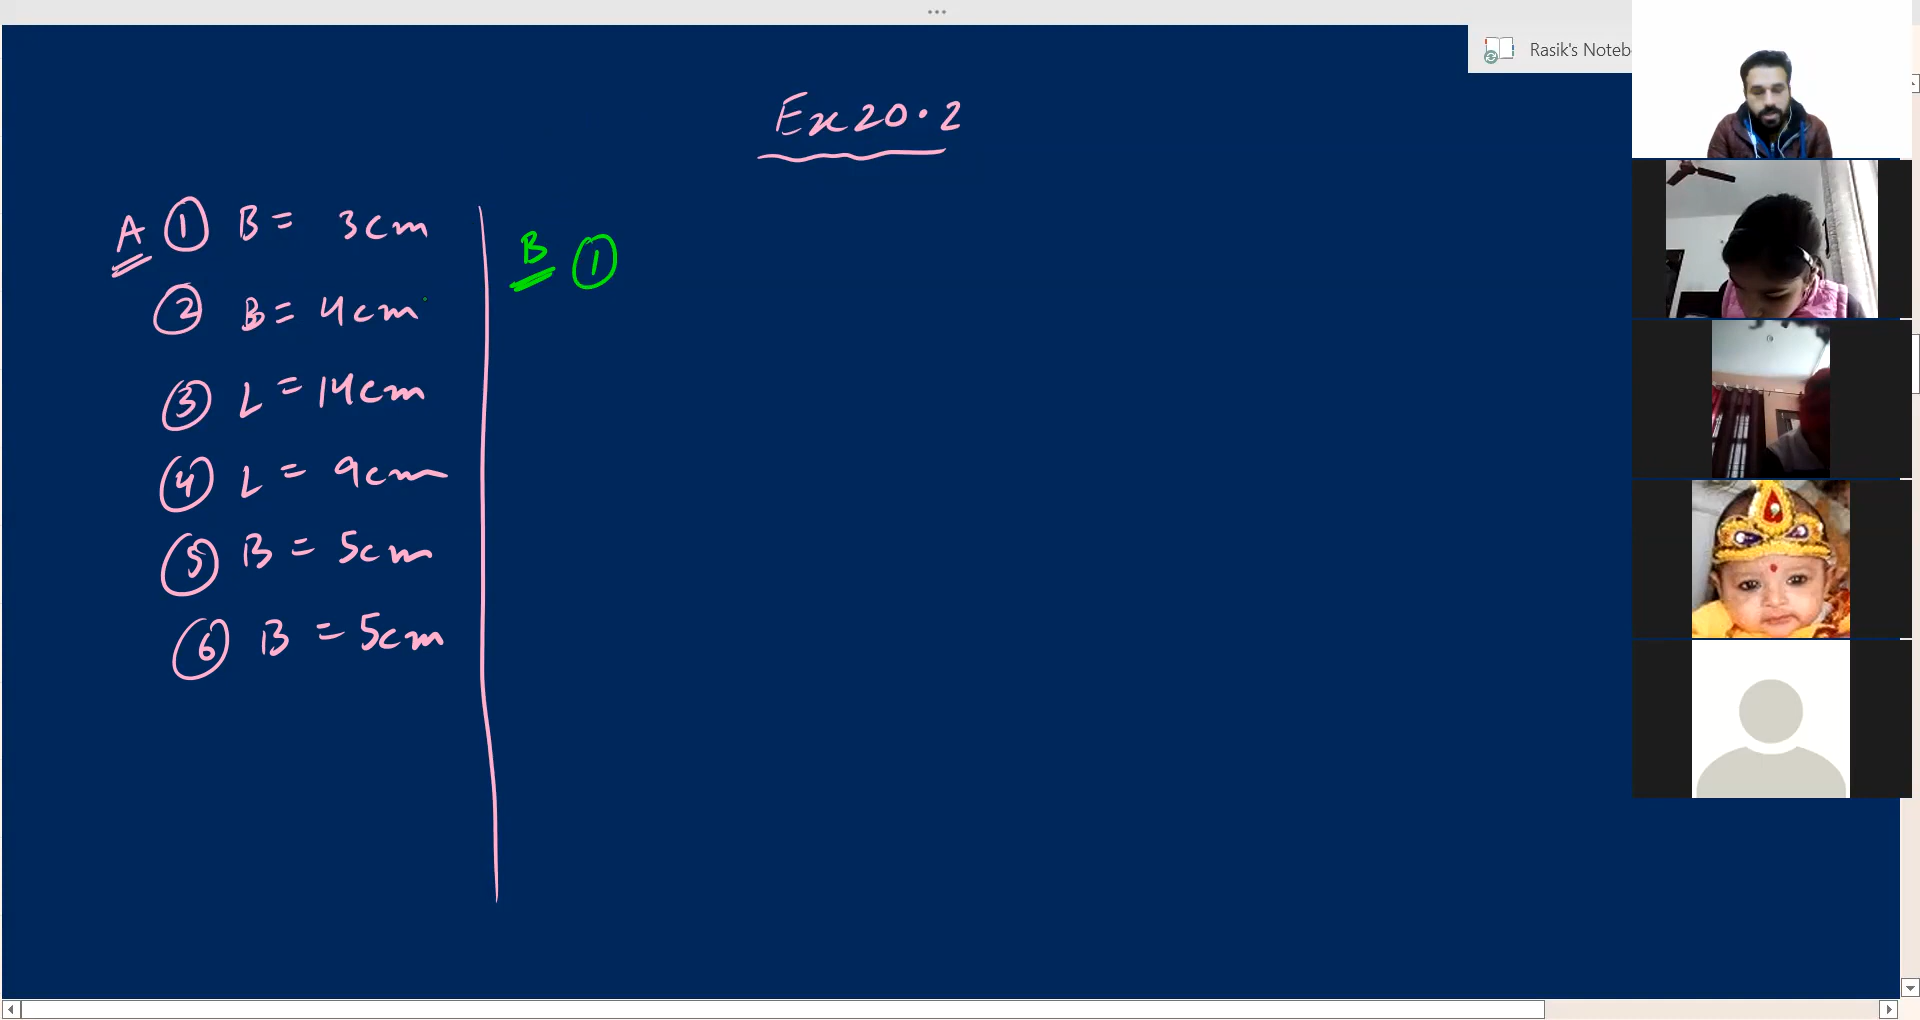 Rasik's Noteb
Ex 20.2
A ① B = 3cm
② B = 4cm
③ L = 14cm
④ L = 9cm
⑤ B = 5cm
⑥ B = 5cm
B ①